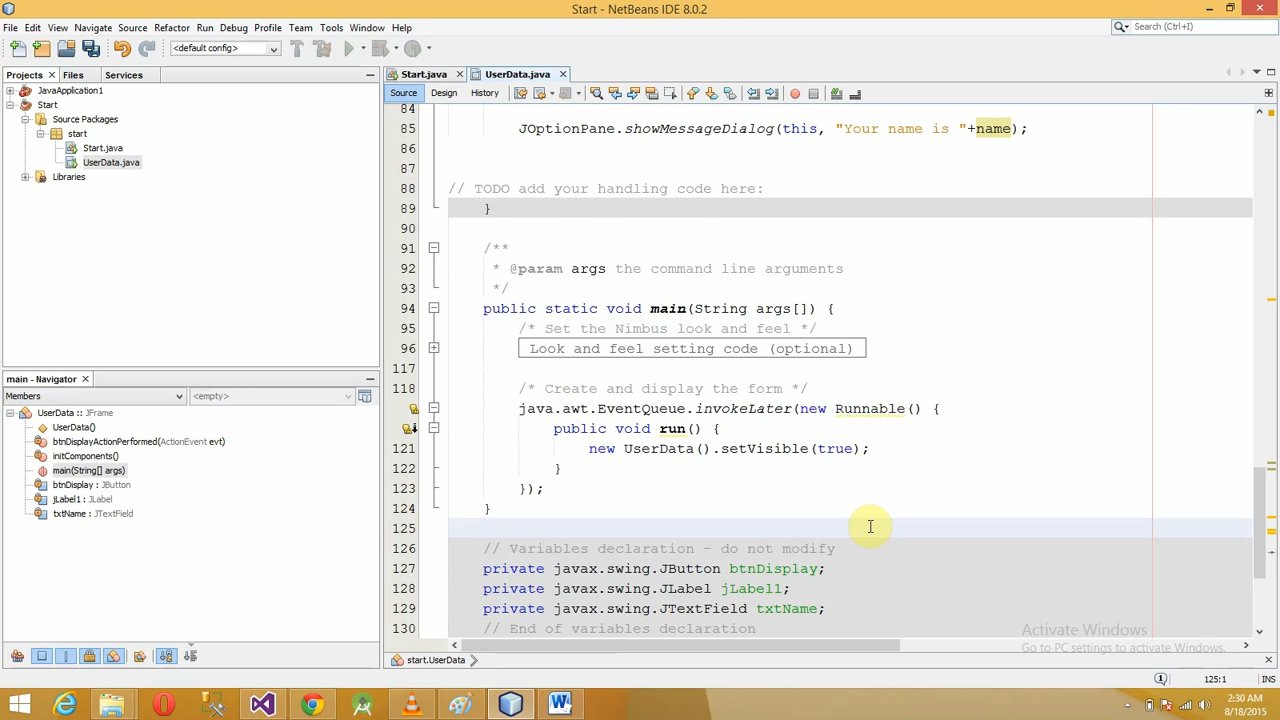 Start - NetBeans IDE 8.0.2
File Edit View Navigate Source Refactor Run Debug Profile Team Tools Window Help
Search (Ctrl+I)
<default config>
Projects Files Services
Start.java UserData.java
Source Design History
JavaApplication1
Start
Source Packages
start
Start.java
UserData.java
Libraries
main - Navigator
Members <empty>
UserData :: JFrame
UserData()
btnDisplayActionPerformed(ActionEvent evt)
initComponents()
main(String[] args)
btnDisplay : JButton
jLabel1 : JLabel
txtName : JTextField
84
85 JOptionPane.showMessageDialog(this, "Your name is "+name);
86
87
88 // TODO add your handling code here:
89 }
90
91 /**
92 * @param args the command line arguments
93 */
94 public static void main(String args[]) {
95 /* Set the Nimbus look and feel */
96 Look and feel setting code (optional)
117
118 /* Create and display the form */
java.awt.EventQueue.invokeLater(new Runnable() {
public void run() {
121 new UserData().setVisible(true);
122 }
123 });
124 }
125
126 // Variables declaration - do not modify
127 private javax.swing.JButton btnDisplay;
128 private javax.swing.JLabel jLabel1;
129 private javax.swing.JTextField txtName;
130 // End of variables declaration
Activate Windows
Go to PC settings to activate Windows.
start.UserData
125:1 INS
2:30 AM
8/18/2015